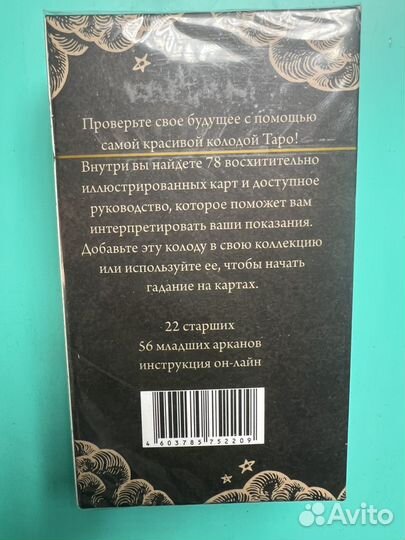 Проверьте свое будущее с помощью
самой красивой колодой Таро!
Внутри вы найдете 78 восхитительно
иллюстрированных карт и доступное
руководство, которое поможет вам
интерпретировать ваши показания.
Добавьте эту колоду в свою коллекцию
или используйте ее, чтобы начать
гадание на картах.
22 старших
56 младших арканов
инструкция он-лайн
4 603785 752209
Avito